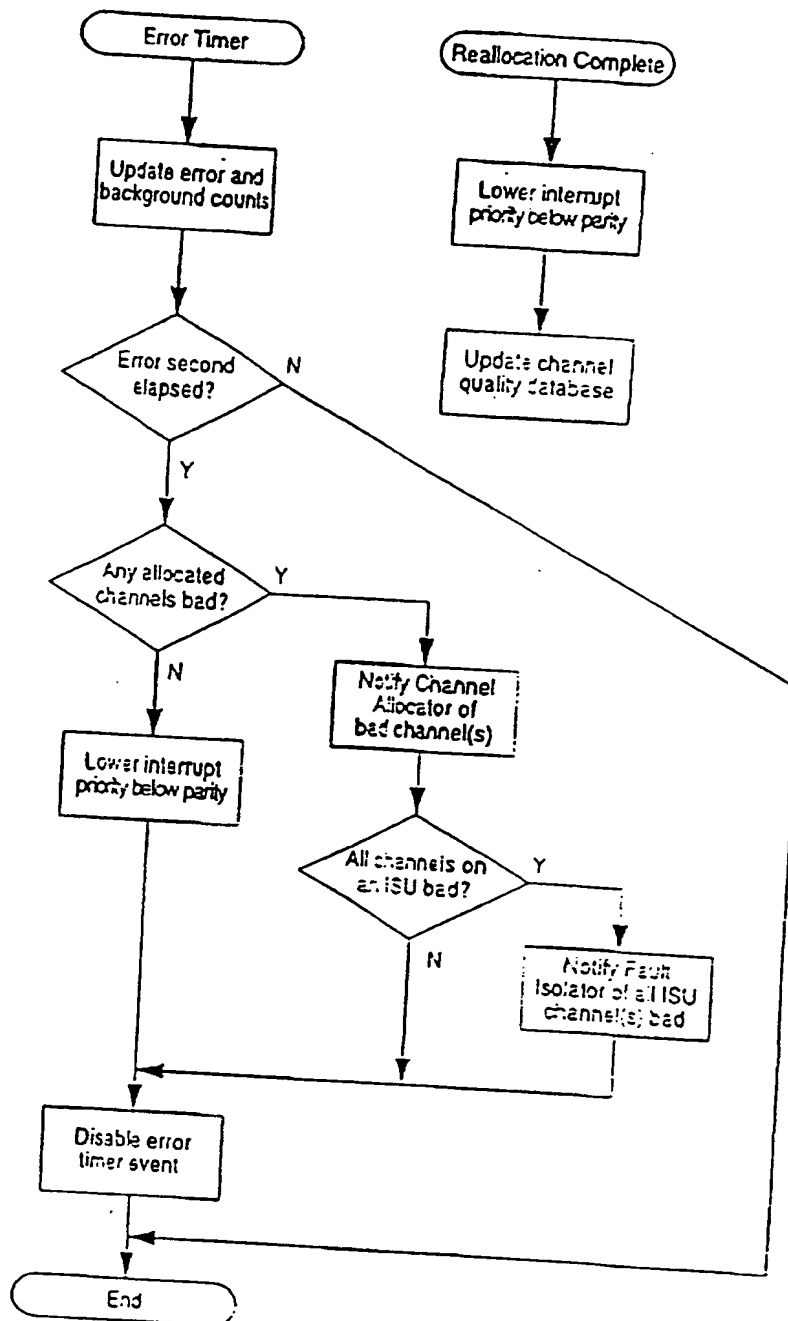 Error Timer
Update error and
background counts
Error second
elapsed?
N
Y
Any allocated
channels bad?
Y
N
Lower interrupt
priority below parity
Notify Channel
Allocator of
bad channel(s)
All channels on
an ISU bad?
Y
N
Notify Fault
Isolator of all ISU
channel(s) bad
Disable error
timer event
End
Reallocation Complete
Lower interrupt
priority below parity
Update channel
quality database